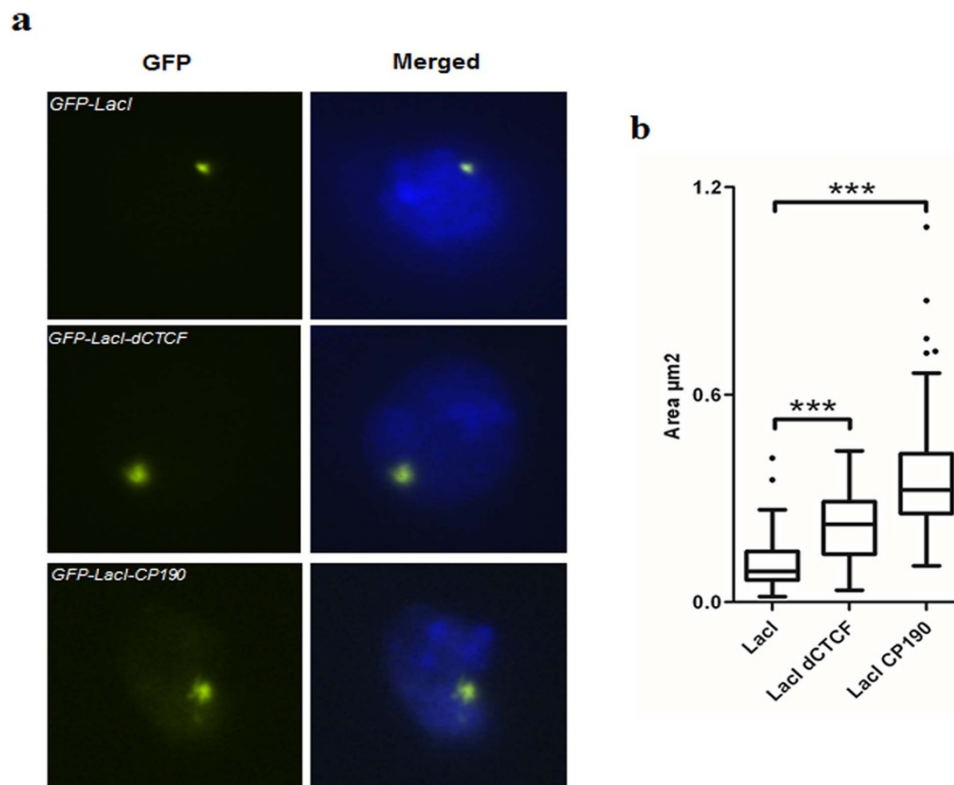 a
GFP
Merged
GFP-LacI
GFP-LacI-dCTCF
GFP-LacI-CP190
b
1.2
0.6
0.0
Area µm2
***
***
LacI
LacI dCTCF
LacI CP190